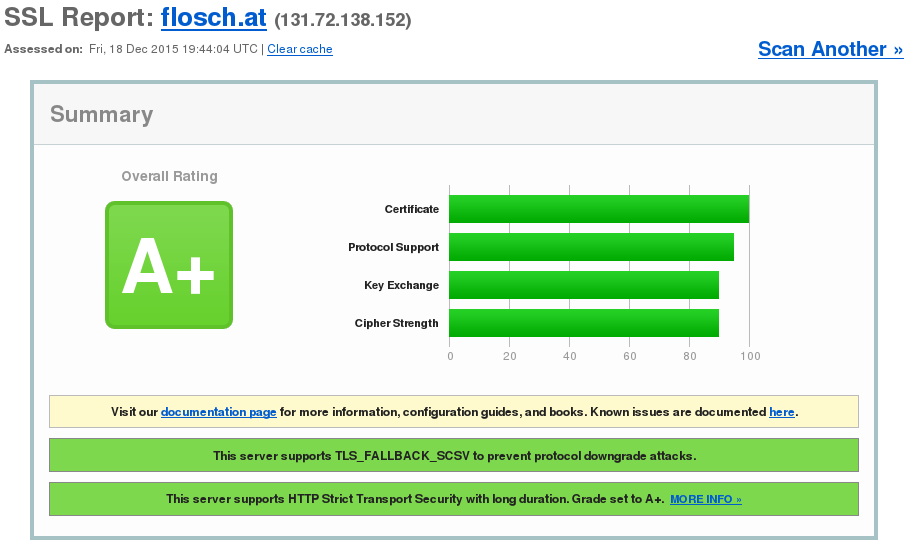 SSL Report: flosch.at (131.72.138.152)
Assessed on: Fri, 18 Dec 2015 19:44:04 UTC | Clear cache
Scan Another »
Summary
Overall Rating
A+
Certificate
Protocol Support
Key Exchange
Cipher Strength
0 20 40 60 80 100
Visit our documentation page for more information, configuration guides, and books. Known issues are documented here.
This server supports TLS_FALLBACK_SCSV to prevent protocol downgrade attacks.
This server supports HTTP Strict Transport Security with long duration. Grade set to A+. MORE INFO »